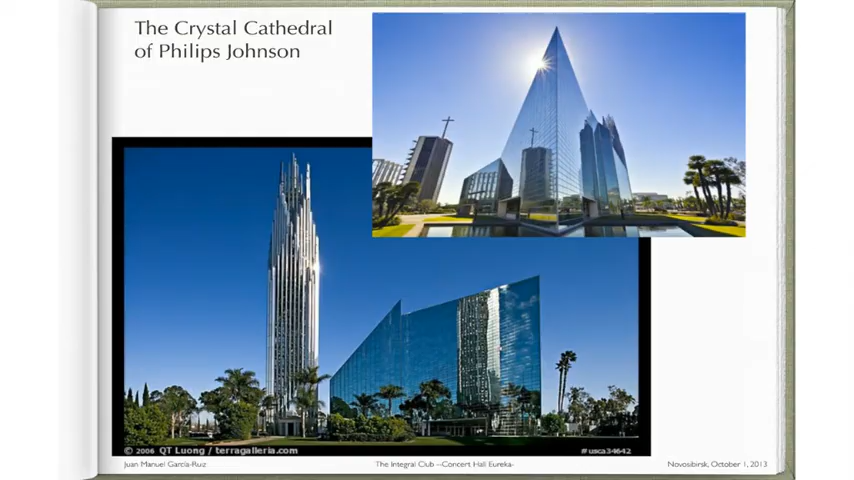 The Crystal Cathedral
of Philips Johnson
© 2006 QT Luong / terragalleria.com
#usca34642
Juan Manuel García-Ruiz
The Integral Club --Concert Hall Eureka-
Novosibirsk, October 1, 2013